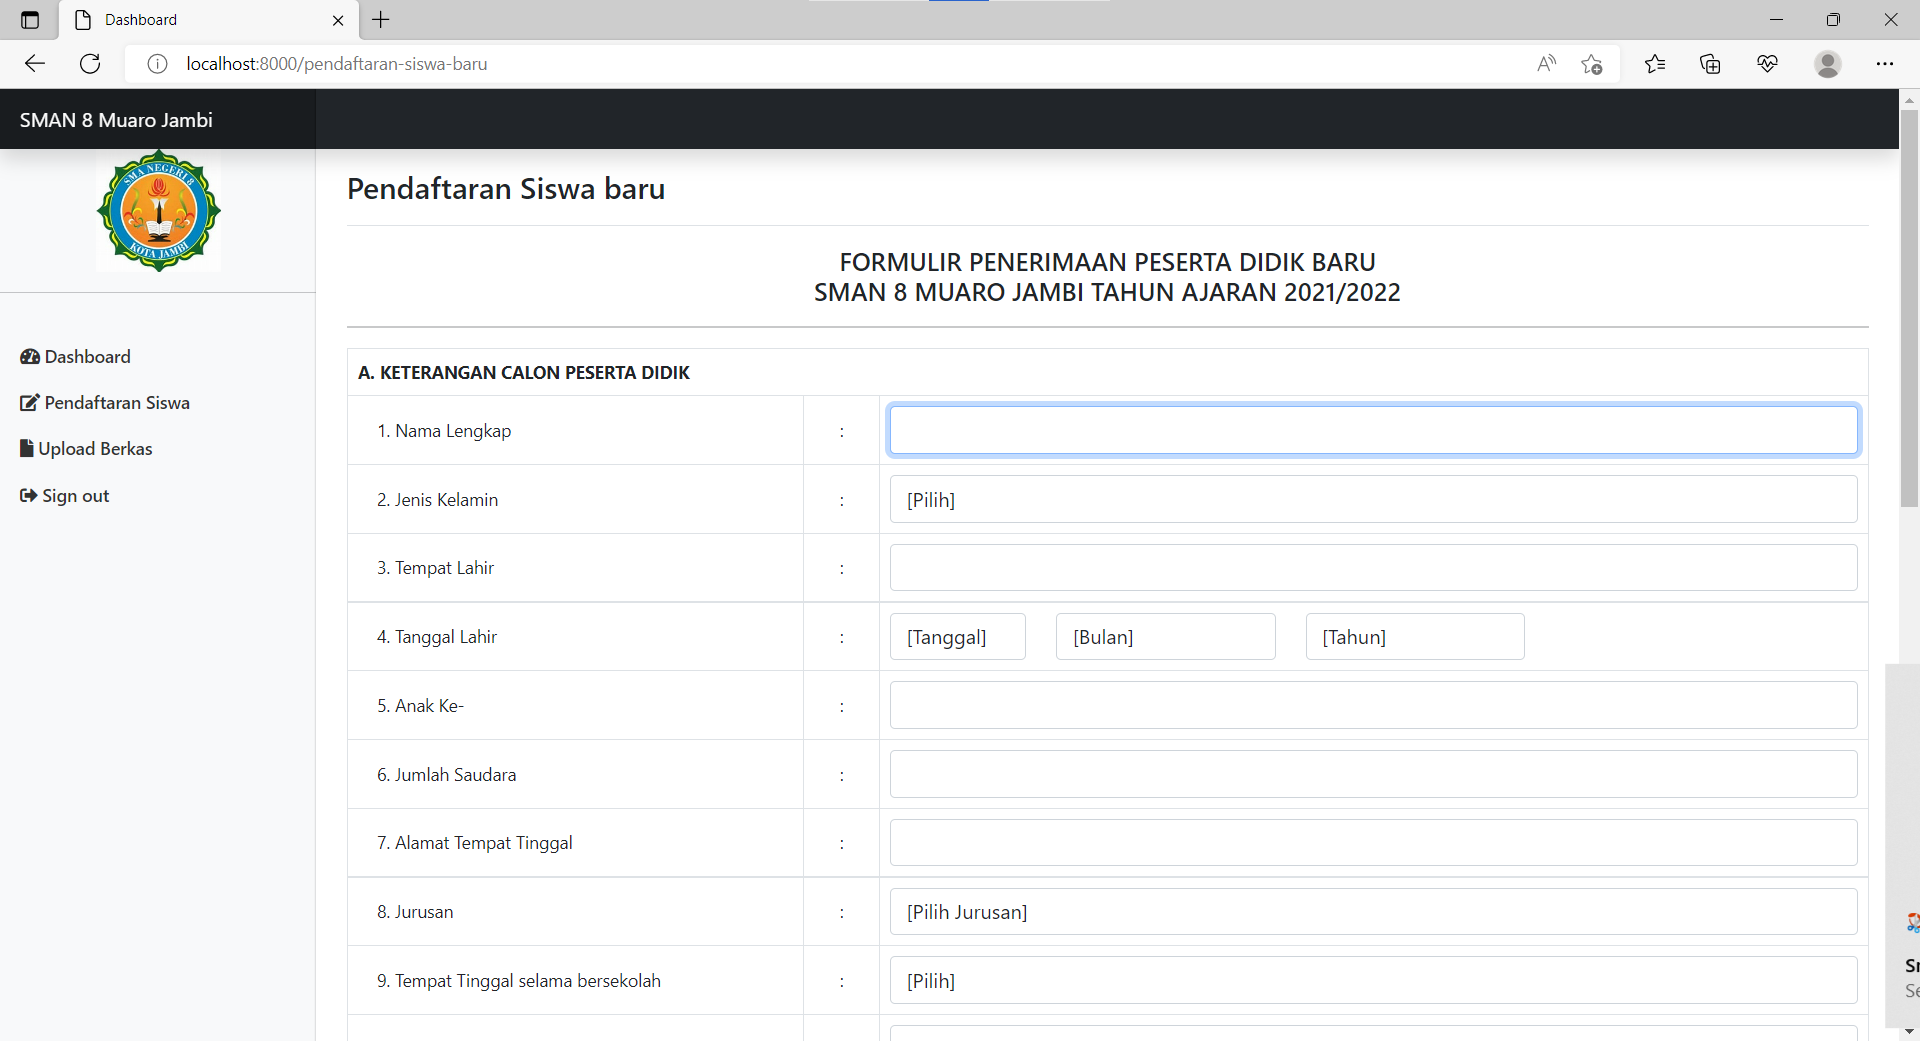 Dashboard
localhost:8000/pendaftaran-siswa-baru
SMAN 8 Muaro Jambi
SMA NEGERI 8
KOTA JAMBI
Dashboard
Pendaftaran Siswa
Upload Berkas
Sign out
Pendaftaran Siswa baru
FORMULIR PENERIMAAN PESERTA DIDIK BARU
SMAN 8 MUARO JAMBI TAHUN AJARAN 2021/2022
A. KETERANGAN CALON PESERTA DIDIK
1. Nama Lengkap :
2. Jenis Kelamin : [Pilih]
3. Tempat Lahir :
4. Tanggal Lahir : [Tanggal] [Bulan] [Tahun]
5. Anak Ke- :
6. Jumlah Saudara :
7. Alamat Tempat Tinggal :
8. Jurusan : [Pilih Jurusan]
9. Tempat Tinggal selama bersekolah : [Pilih]